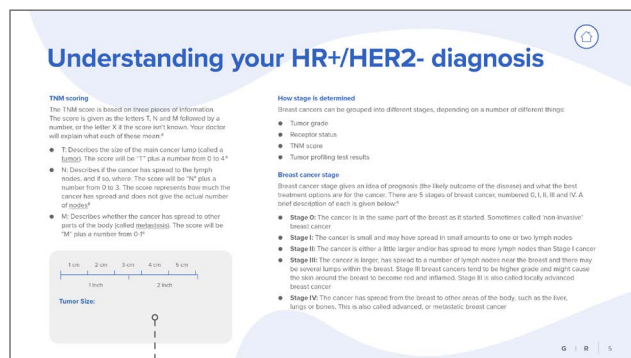 Understanding your HR+/HER2- diagnosis
TNM scoring
The TNM score is based on three pieces of information.
The score is given as the letters T, N and M followed by a
number, or the letter X if the score isn't known. Your doctor
will explain what each of these mean:
● T: Describes the size of the main cancer lump (called a
tumor). The score will be "T" plus a number from 0 to 4
● N: Describes if the cancer has spread to the lymph
nodes, and if so, where. The score will be "N" plus a
number from 0 to 3. The score represents how much the
cancer has spread and does not give the actual number
of nodes
● M: Describes whether the cancer has spread to other
parts of the body (called metastasis). The score will be
"M" plus a number from 0-1
1 cm 2 cm 3 cm 4 cm 5 cm
1 Inch 2 Inch
Tumor Size:
How stage is determined
Breast cancers can be grouped into different stages, depending on a number of different things:
● Tumor grade
● Receptor status
● TNM score
● Tumor profiling test results
Breast cancer stage
Breast cancer stage gives an idea of prognosis (the likely outcome of the disease) and what the best
treatment options are for the cancer. There are 5 stages of breast cancer, numbered 0, I, II, III and IV. A
brief description of each is given below:
● Stage 0: The cancer is in the same part of the breast as it started. Sometimes called 'non-invasive'
breast cancer
● Stage I: The cancer is small and may have spread in small amounts to one or two lymph nodes
● Stage II: The cancer is either a little larger and/or has spread to more lymph nodes than Stage I cancer
● Stage III: The cancer is larger, has spread to a number of lymph nodes near the breast and there may
be several lumps within the breast. Stage III breast cancers tend to be higher grade and might cause
the skin around the breast to become red and inflamed. Stage III is also called locally advanced
breast cancer
● Stage IV: The cancer has spread from the breast to other areas of the body, such as the liver,
lungs or bones. This is also called advanced, or metastatic breast cancer
G | R | 5